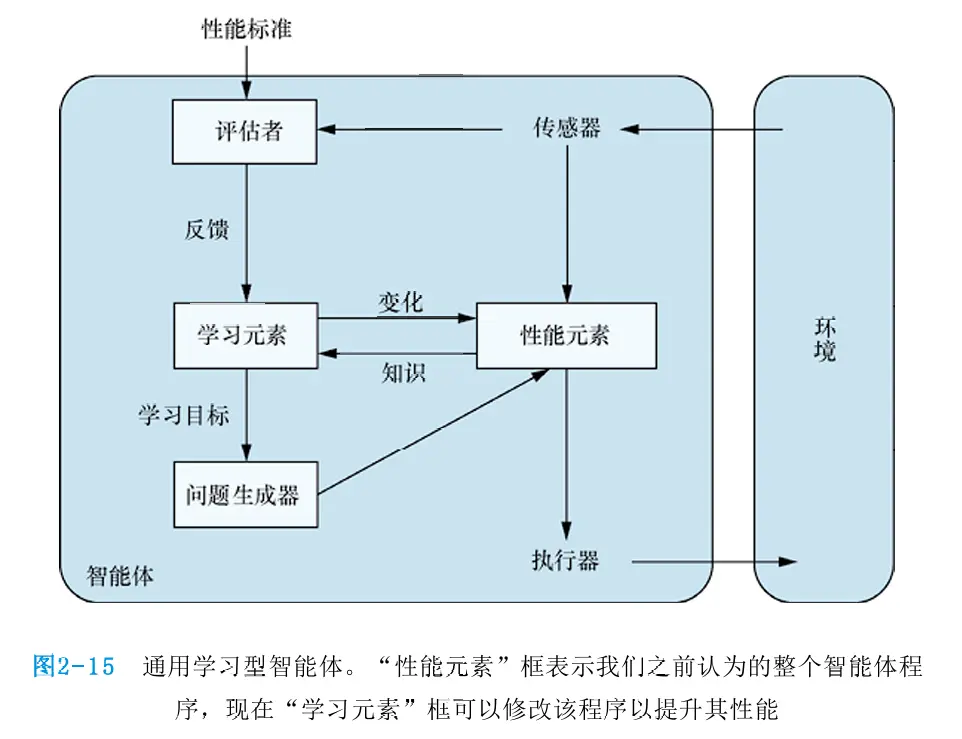 性能标准
评估者
传感器
反馈
变化
学习元素
性能元素
环境
知识
学习目标
问题生成器
执行器
智能体
图2-15 通用学习型智能体。“性能元素”框表示我们之前认为的整个智能体程
序，现在“学习元素”框可以修改该程序以提升其性能